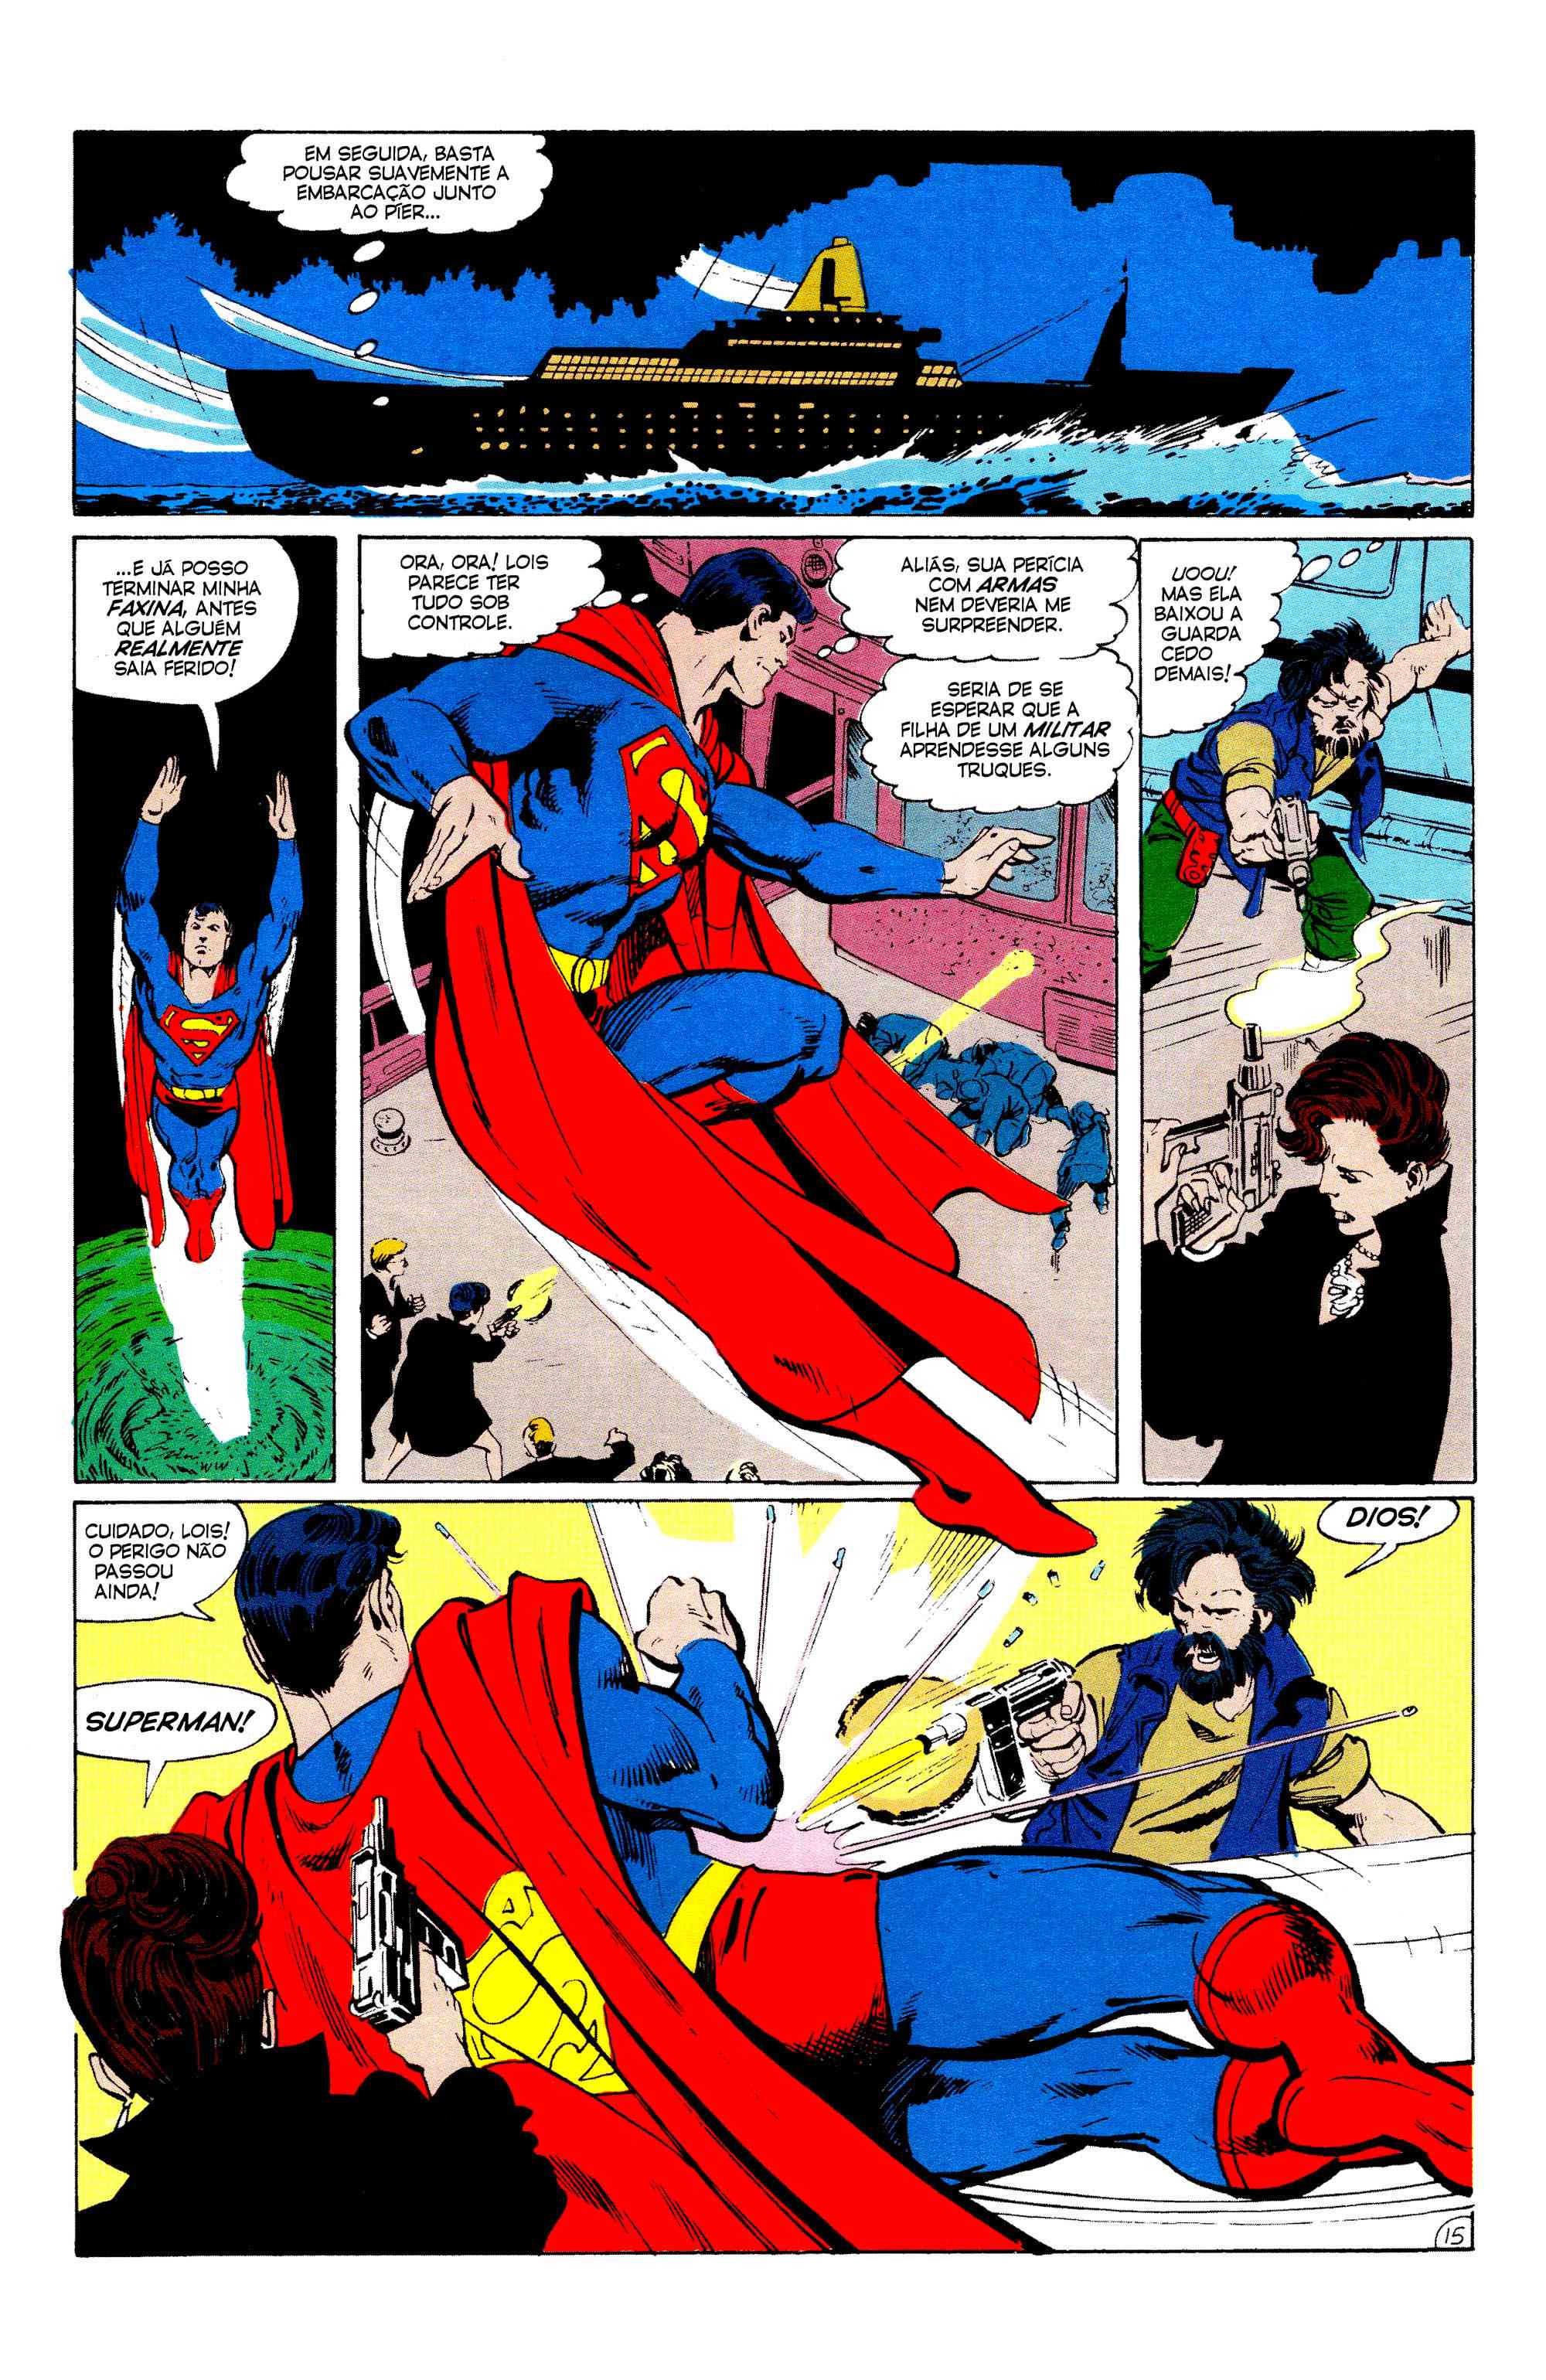 EM SEGUIDA, BASTA
POUSAR SUAVEMENTE A
EMBARCAÇÃO JUNTO
AO PÍER...
L
...E JÁ POSSO
TERMINAR MINHA
FAXINA, ANTES
QUE ALGUÉM
REALMENTE
SAIA FERIDO!
ORA, ORA! LOIS
PARECE TER
TUDO SOB
CONTROLE.
ALIÁS, SUA PERÍCIA
COM ARMAS
NEM DEVERIA ME
SURPREENDER.
SERIA DE SE
ESPERAR QUE A
FILHA DE UM MILITAR
APRENDESSE ALGUNS
TRUQUES.
UOOU!
MAS ELA
BAIXOU A
GUARDA
CEDO
DEMAIS!
CUIDADO, LOIS!
O PERIGO NÃO
PASSOU
AINDA!
SUPERMAN!
DIOS!
15